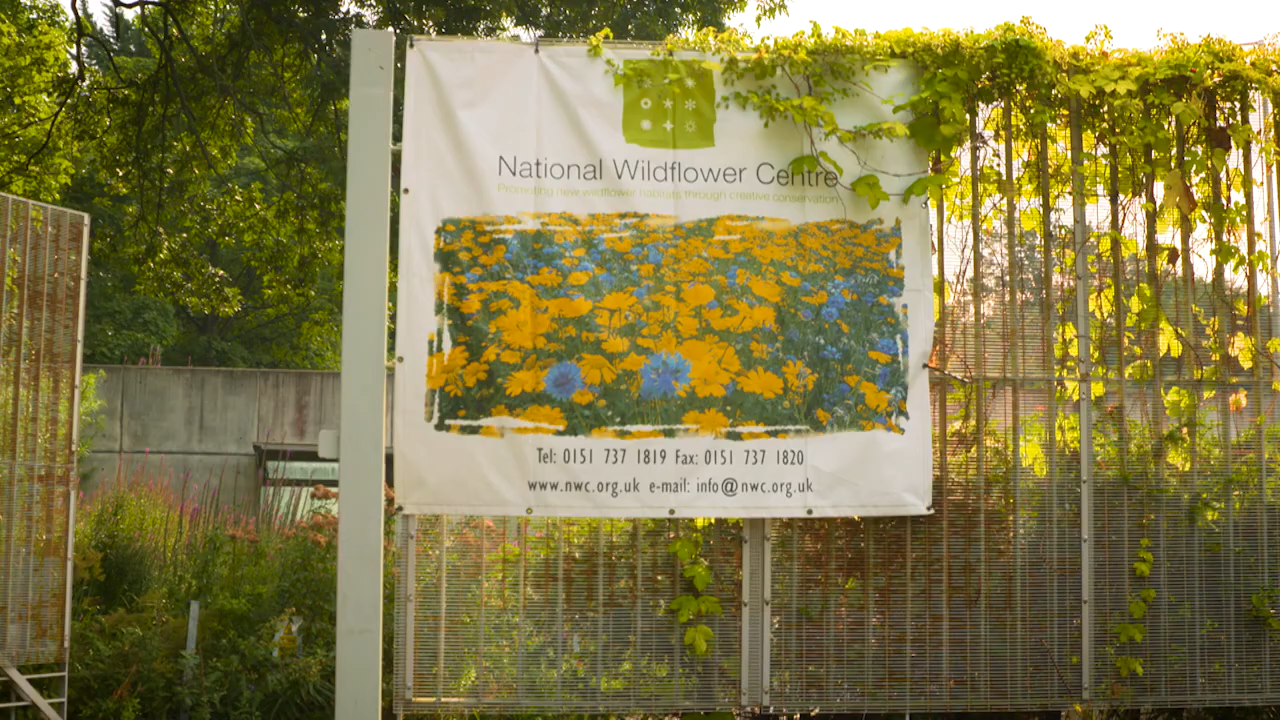 National Wildflower Centre
Promoting new wildflower habitats through creative conservation
Tel: 0151 737 1819 Fax: 0151 737 1820
www.nwc.org.uk e-mail: info@nwc.org.uk